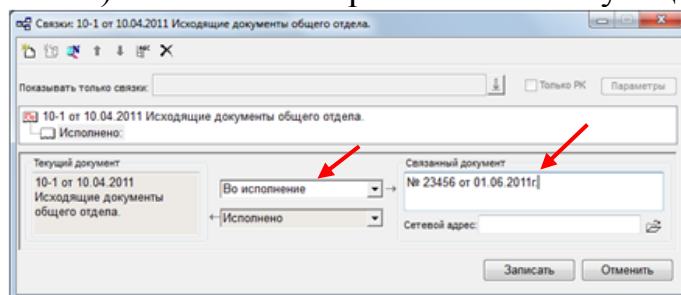 Связки: 10-1 от 10.04.2011 Исходящие документы общего отдела.
Показывать только связки:
Только РК
Параметры
10-1 от 10.04.2011 Исходящие документы общего отдела.
Исполнено:
Текущий документ
10-1 от 10.04.2011
Исходящие документы
общего отдела.
Во исполнение
Исполнено
Связанный документ
№ 23456 от 01.06.2011г.
Сетевой адрес:
Записать
Отменить